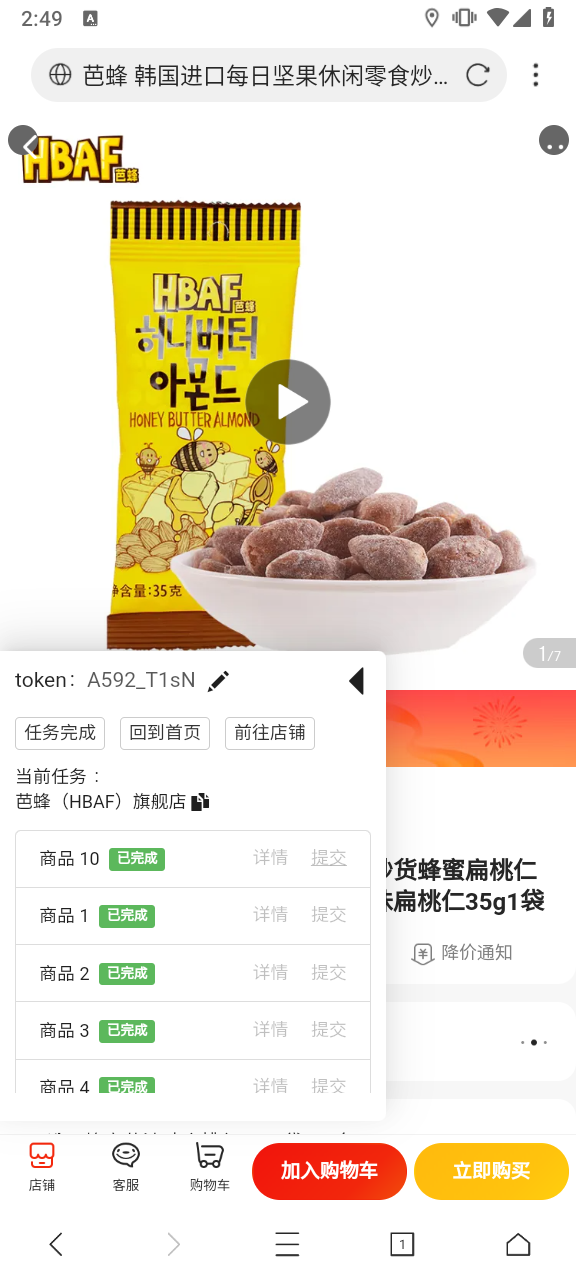 2:49
A
芭蜂 韩国进口每日坚果休闲零食炒…
HBAF
芭蜂
HBAF
芭蜂
허니버터
아몬드
HONEY BUTTER ALMOND
净含量:35克
1/7
token: A592_T1sN
任务完成 回到首页 前往店铺
当前任务：
芭蜂（HBAF）旗舰店
商品 10 已完成 详情 提交
商品 1 已完成 详情 提交
商品 2 已完成 详情 提交
商品 3 已完成 详情 提交
商品 4 已完成 详情 提交
炒货蜂蜜扁桃仁
味扁桃仁35g1袋
降价通知
店铺 客服 购物车 加入购物车 立即购买
1